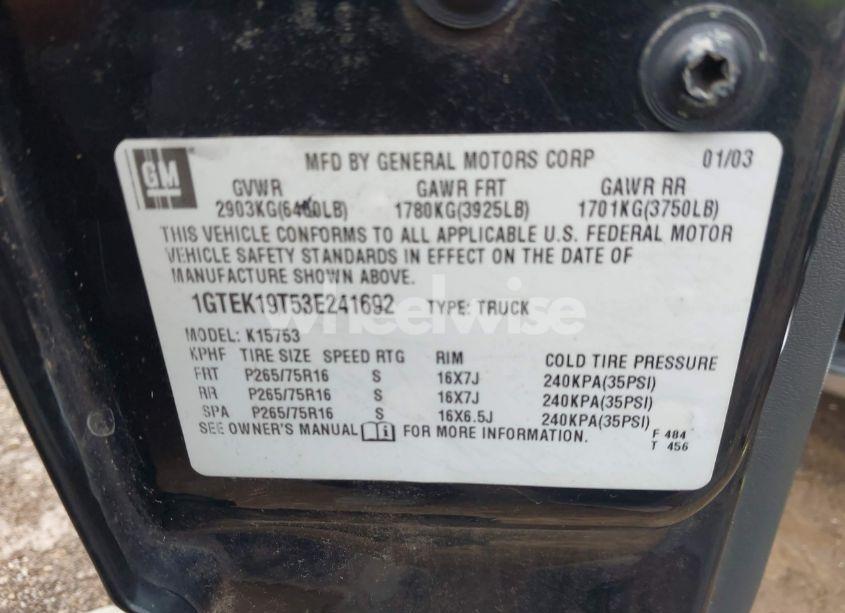 GM
MFD BY GENERAL MOTORS CORP 01/03
GVWR GAWR FRT GAWR RR
2903KG(6400LB) 1780KG(3925LB) 1701KG(3750LB)
THIS VEHICLE CONFORMS TO ALL APPLICABLE U.S. FEDERAL MOTOR
VEHICLE SAFETY STANDARDS IN EFFECT ON THE DATE OF
MANUFACTURE SHOWN ABOVE.
1GTEK19T53E241692 TYPE: TRUCK
wheelwise
MODEL: K15753
KPHF TIRE SIZE SPEED RTG RIM COLD TIRE PRESSURE
FRT P265/75R16 S 16X7J 240KPA(35PSI)
RR P265/75R16 S 16X7J 240KPA(35PSI)
SPA P265/75R16 S 16X6.5J 240KPA(35PSI)
SEE OWNER'S MANUAL i FOR MORE INFORMATION.
F 484
T 456